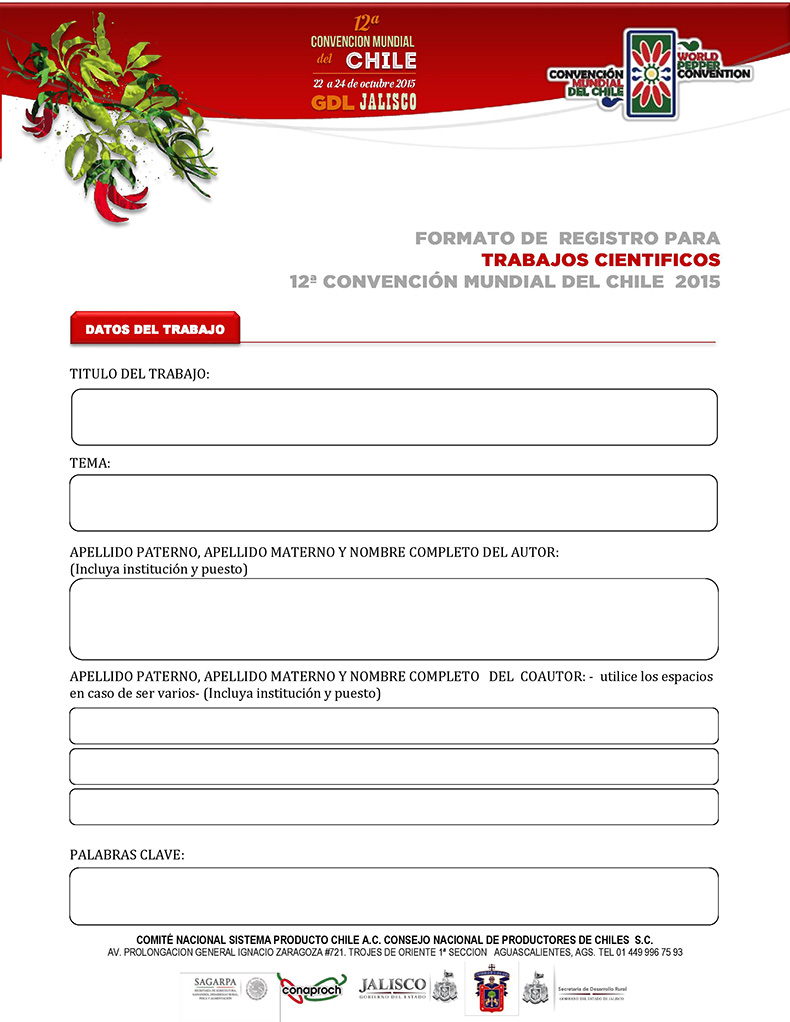 12ª
CONVENCION MUNDIAL
del CHILE
22 a 24 de octubre 2015
GDL JALISCO
CONVENCIÓN
MUNDIAL
DEL CHILE
WORLD
PEPPER
CONVENTION
FORMATO DE REGISTRO PARA
TRABAJOS CIENTIFICOS
12ª CONVENCIÓN MUNDIAL DEL CHILE 2015
DATOS DEL TRABAJO
TITULO DEL TRABAJO:
TEMA:
APELLIDO PATERNO, APELLIDO MATERNO Y NOMBRE COMPLETO DEL AUTOR:
(Incluya institución y puesto)
APELLIDO PATERNO, APELLIDO MATERNO Y NOMBRE COMPLETO DEL COAUTOR: - utilice los espacios
en caso de ser varios- (Incluya institución y puesto)
PALABRAS CLAVE:
COMITÉ NACIONAL SISTEMA PRODUCTO CHILE A.C. CONSEJO NACIONAL DE PRODUCTORES DE CHILES S.C.
AV. PROLONGACION GENERAL IGNACIO ZARAGOZA #721. TROJES DE ORIENTE 1ª SECCION AGUASCALIENTES, AGS. TEL 01 449 996 75 93
SAGARPA
conaproch
JALISCO
GOBIERNO DEL ESTADO
Secretaría de Desarrollo Rural
GOBIERNO DEL ESTADO DE JALISCO